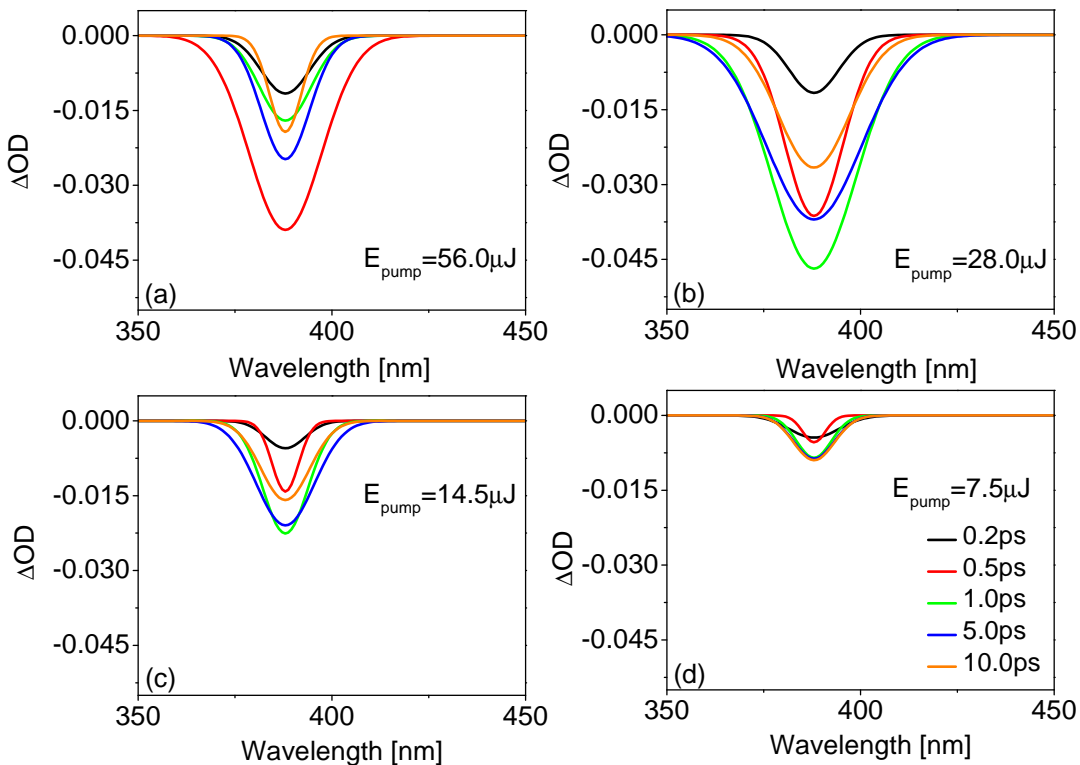 0.000
-0.015
-0.030
-0.045
ΔOD
E_pump=56.0μJ
(a)
350 400 450
Wavelength [nm]
0.000
-0.015
-0.030
-0.045
ΔOD
E_pump=28.0μJ
(b)
350 400 450
Wavelength [nm]
0.000
-0.015
-0.030
-0.045
ΔOD
E_pump=14.5μJ
(c)
350 400 450
Wavelength [nm]
0.000
-0.015
-0.030
-0.045
ΔOD
E_pump=7.5μJ
0.2ps
0.5ps
1.0ps
5.0ps
10.0ps
(d)
350 400 450
Wavelength [nm]